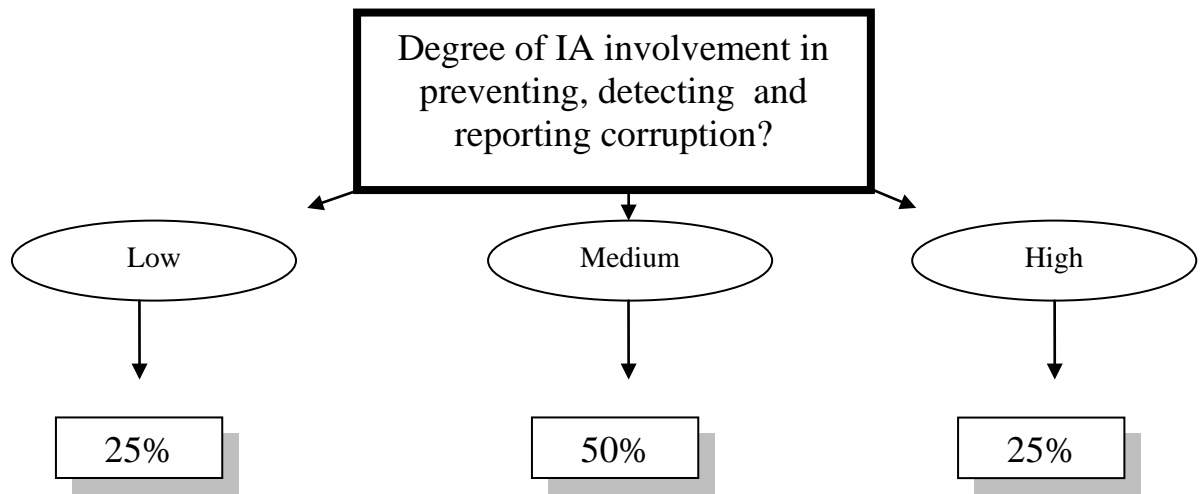 Degree of IA involvement in
preventing, detecting and
reporting corruption?
Low
Medium
High
25%
50%
25%